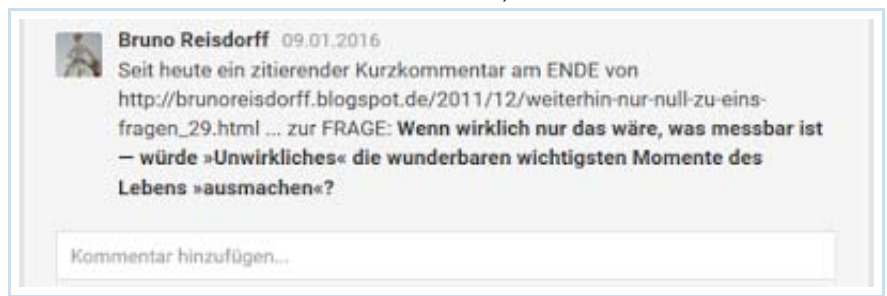 Bruno Reisdorff 09.01.2016
Seit heute ein zitierender Kurzkommentar am ENDE von
http://brunoreisdorff.blogspot.de/2011/12/weiterhin-nur-null-zu-eins-
fragen_29.html ... zur FRAGE: Wenn wirklich nur das wäre, was messbar ist
— würde »Unwirkliches« die wunderbaren wichtigsten Momente des
Lebens »ausmachen«?
Kommentar hinzufügen...